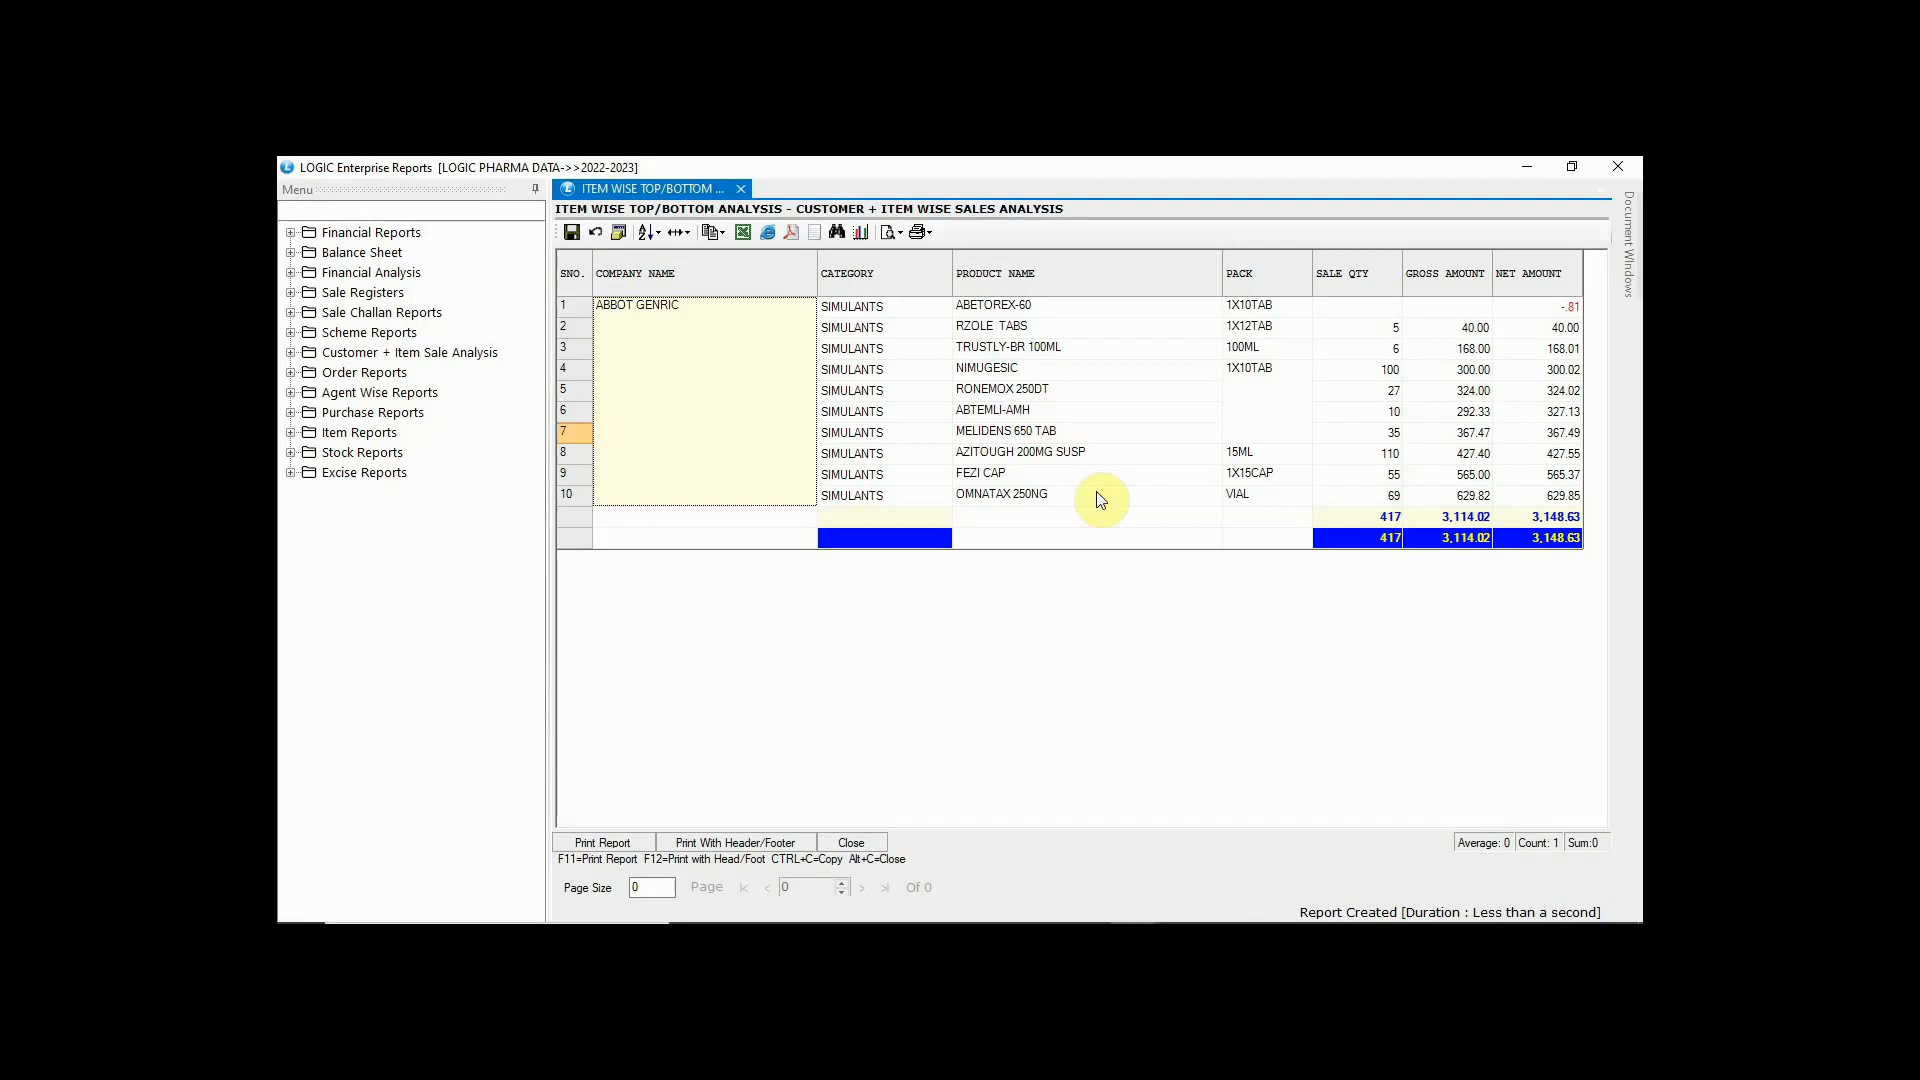 LOGIC Enterprise Reports [LOGIC PHARMA DATA->>2022-2023]
Menu
ITEM WISE TOP/BOTTOM ...
ITEM WISE TOP/BOTTOM ANALYSIS - CUSTOMER + ITEM WISE SALES ANALYSIS
Document Windows
Financial Reports
Balance Sheet
Financial Analysis
Sale Registers
Sale Challan Reports
Scheme Reports
Customer + Item Sale Analysis
Order Reports
Agent Wise Reports
Purchase Reports
Item Reports
Stock Reports
Excise Reports
SNO. COMPANY NAME CATEGORY PRODUCT NAME PACK SALE QTY GROSS AMOUNT NET AMOUNT
1 ABBOT GENRIC SIMULANTS ABETOREX-60 1X10TAB -.81
2 SIMULANTS RZOLE TABS 1X12TAB 5 40.00 40.00
3 SIMULANTS TRUSTLY-BR 100ML 100ML 6 168.00 168.01
4 SIMULANTS NIMUGESIC 1X10TAB 100 300.00 300.02
5 SIMULANTS RONEMOX 250DT 27 324.00 324.02
6 SIMULANTS ABTEMLI-AMH 10 292.33 327.13
7 SIMULANTS MELIDENS 650 TAB 35 367.47 367.49
8 SIMULANTS AZITOUGH 200MG SUSP 15ML 110 427.40 427.55
9 SIMULANTS FEZI CAP 1X15CAP 55 565.00 565.37
10 SIMULANTS OMNATAX 250NG VIAL 69 629.82 629.85
417 3,114.02 3,148.63
417 3,114.02 3,148.63
Print Report Print With Header/Footer Close Average: 0 Count: 1 Sum:0
F11=Print Report F12=Print with Head/Foot CTRL+C=Copy Alt+C=Close
Page Size 0 Page 0 Of 0
Report Created [Duration : Less than a second]